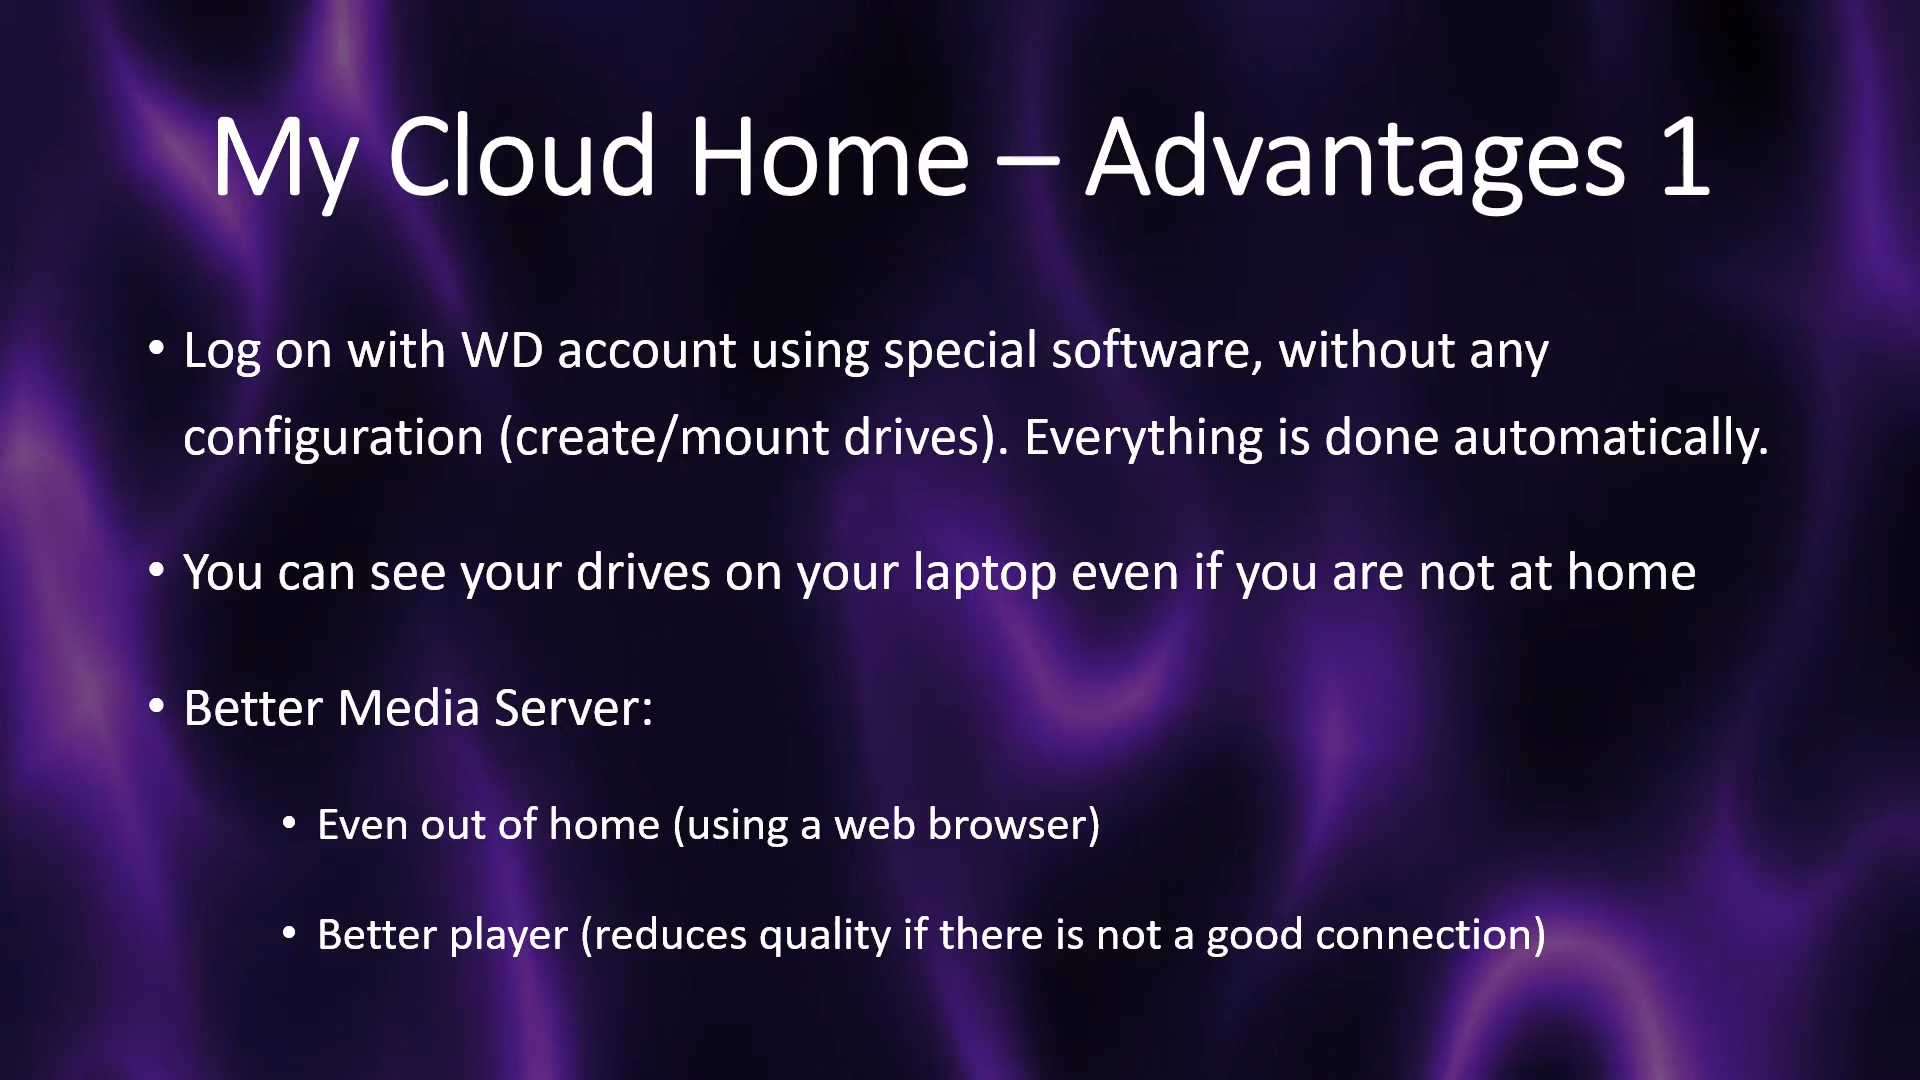 My Cloud Home – Advantages 1
• Log on with WD account using special software, without any
configuration (create/mount drives). Everything is done automatically.
• You can see your drives on your laptop even if you are not at home
• Better Media Server:
• Even out of home (using a web browser)
• Better player (reduces quality if there is not a good connection)